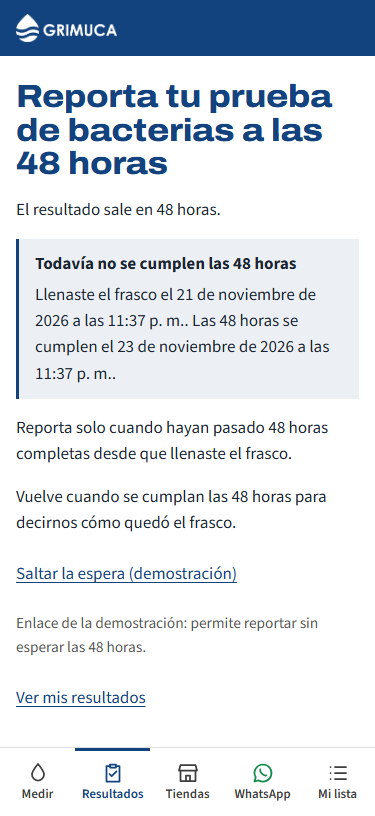 GRIMUCA
Reporta tu prueba
de bacterias a las
48 horas
El resultado sale en 48 horas.
Todavía no se cumplen las 48 horas
Llenaste el frasco el 21 de noviembre de
2026 a las 11:37 p. m.. Las 48 horas se
cumplen el 23 de noviembre de 2026 a las
11:37 p. m..
Reporta solo cuando hayan pasado 48 horas
completas desde que llenaste el frasco.
Vuelve cuando se cumplan las 48 horas para
decirnos cómo quedó el frasco.
Saltar la espera (demostración)
Enlace de la demostración: permite reportar sin
esperar las 48 horas.
Ver mis resultados
Medir Resultados Tiendas WhatsApp Mi lista